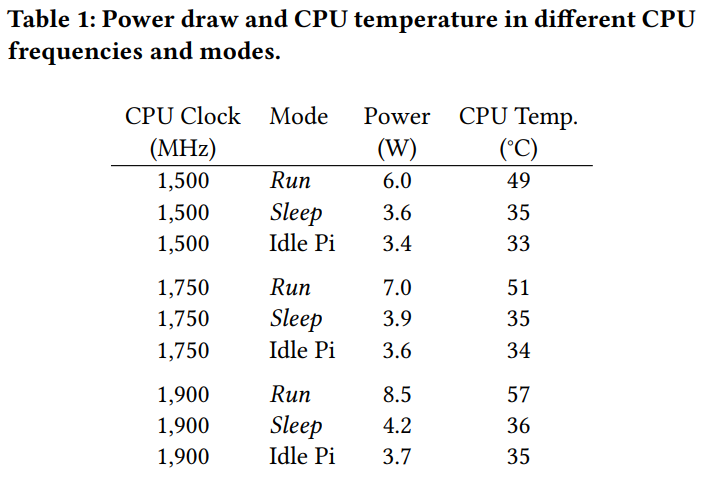 Table 1: Power draw and CPU temperature in different CPU
frequencies and modes.
CPU Clock Mode Power CPU Temp.
(MHz) (W) (°C)
1,500 Run 6.0 49
1,500 Sleep 3.6 35
1,500 Idle Pi 3.4 33
1,750 Run 7.0 51
1,750 Sleep 3.9 35
1,750 Idle Pi 3.6 34
1,900 Run 8.5 57
1,900 Sleep 4.2 36
1,900 Idle Pi 3.7 35